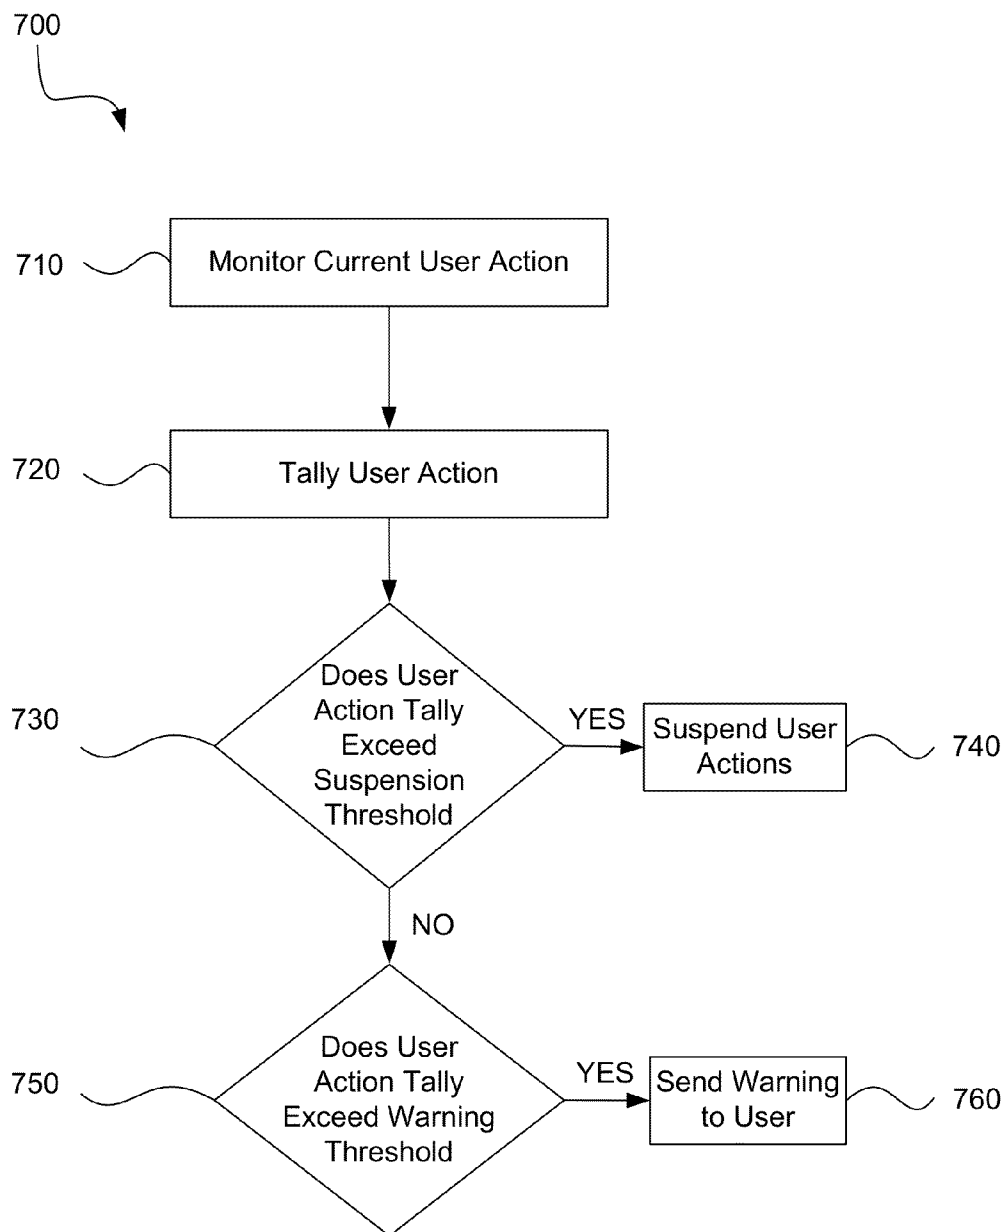 700
710
Monitor Current User Action
720
Tally User Action
730
Does User
Action Tally
Exceed
Suspension
Threshold
YES
Suspend User
Actions
740
NO
750
Does User
Action Tally
Exceed Warning
Threshold
YES
Send Warning
to User
760